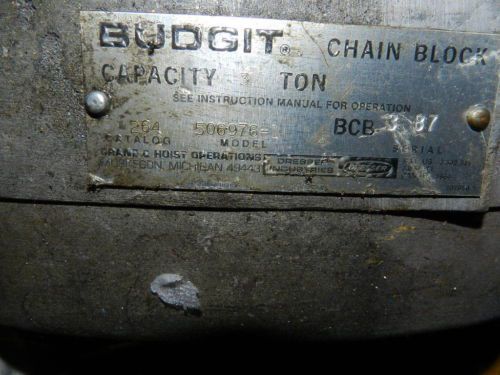 BUDGIT® CHAIN BLOCK
CAPACITY TON
SEE INSTRUCTION MANUAL FOR OPERATION
264 506976- BCB 87
CATALOG MODEL SERIAL
CRANE & HOIST OPERATIONS DRESSER
MUSKEGON, MICHIGAN 49443 INDUSTRIES